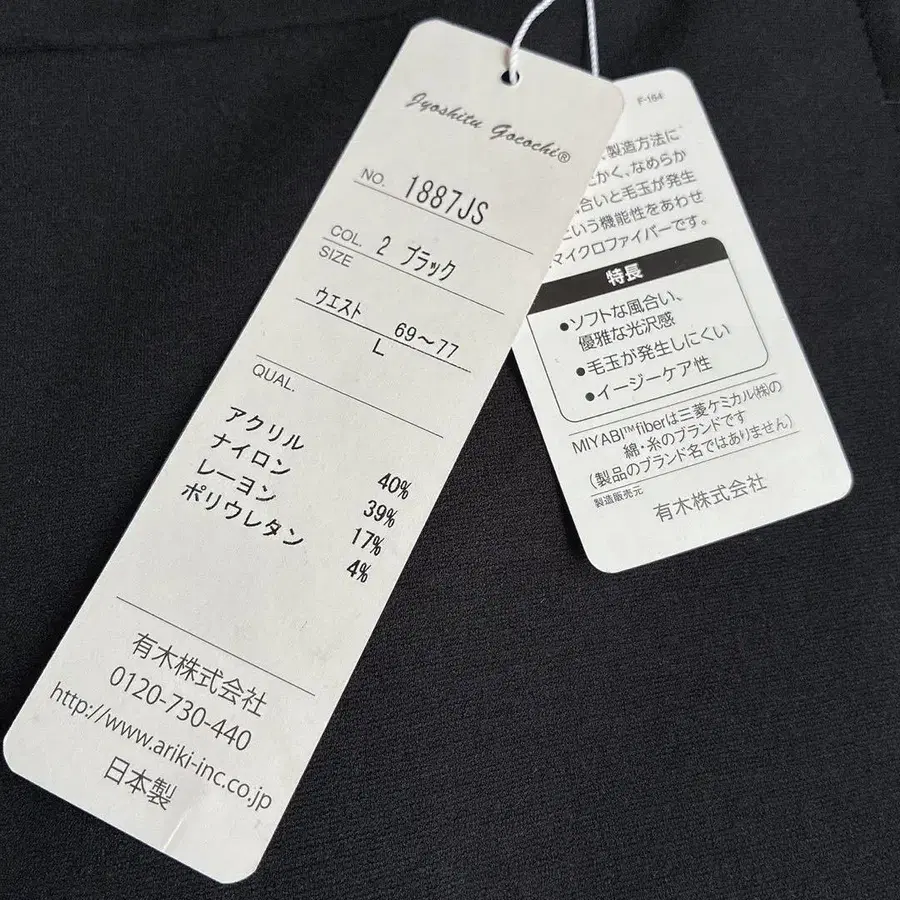 Jyoshitu Gocochi®
NO. 1887JS
COL. 2 ブラック
SIZE
ウエスト 69～77
L
QUAL.
アクリル 40%
ナイロン 39%
レーヨン 17%
ポリウレタン 4%
有木株式会社
0120-730-440
http://www.ariki-inc.co.jp
日本製
F-164
製造方法に
かく、なめらか
合いと毛玉が発生
という機能性をあわせ
マイクロファイバーです。
特長
●ソフトな風合い、
優雅な光沢感
●毛玉が発生しにくい
●イージーケア性
MIYABI™fiberは三菱ケミカル㈱の
綿・糸のブランドです
(製品のブランド名ではありません)
製造販売元
有木株式会社